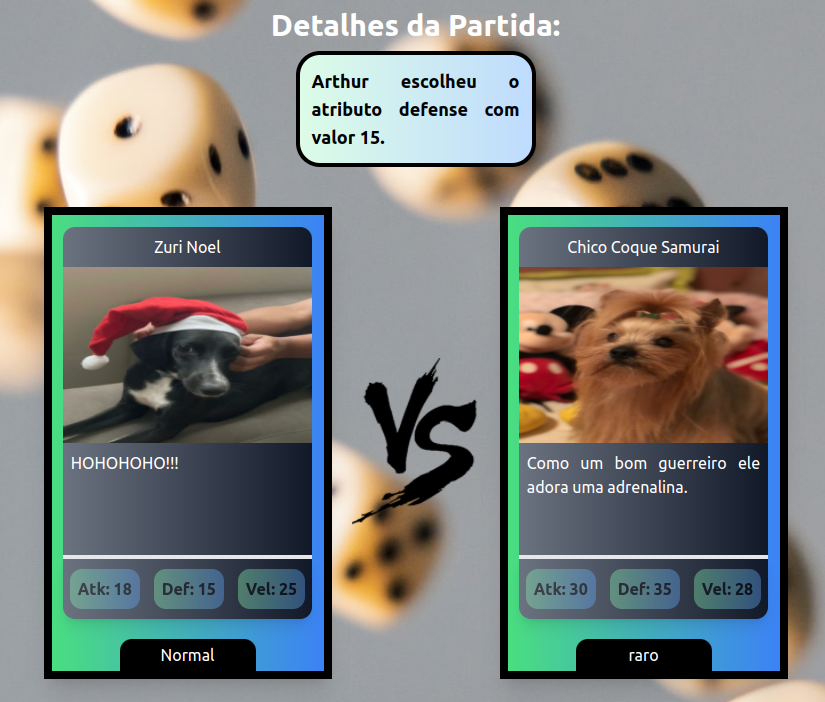 Detalhes da Partida:
Arthur escolheu o
atributo defense com
valor 15.
Zuri Noel
HOHOHOHO!!!
Atk: 18 Def: 15 Vel: 25
Normal
VS
Chico Coque Samurai
Como um bom guerreiro ele
adora uma adrenalina.
Atk: 30 Def: 35 Vel: 28
raro